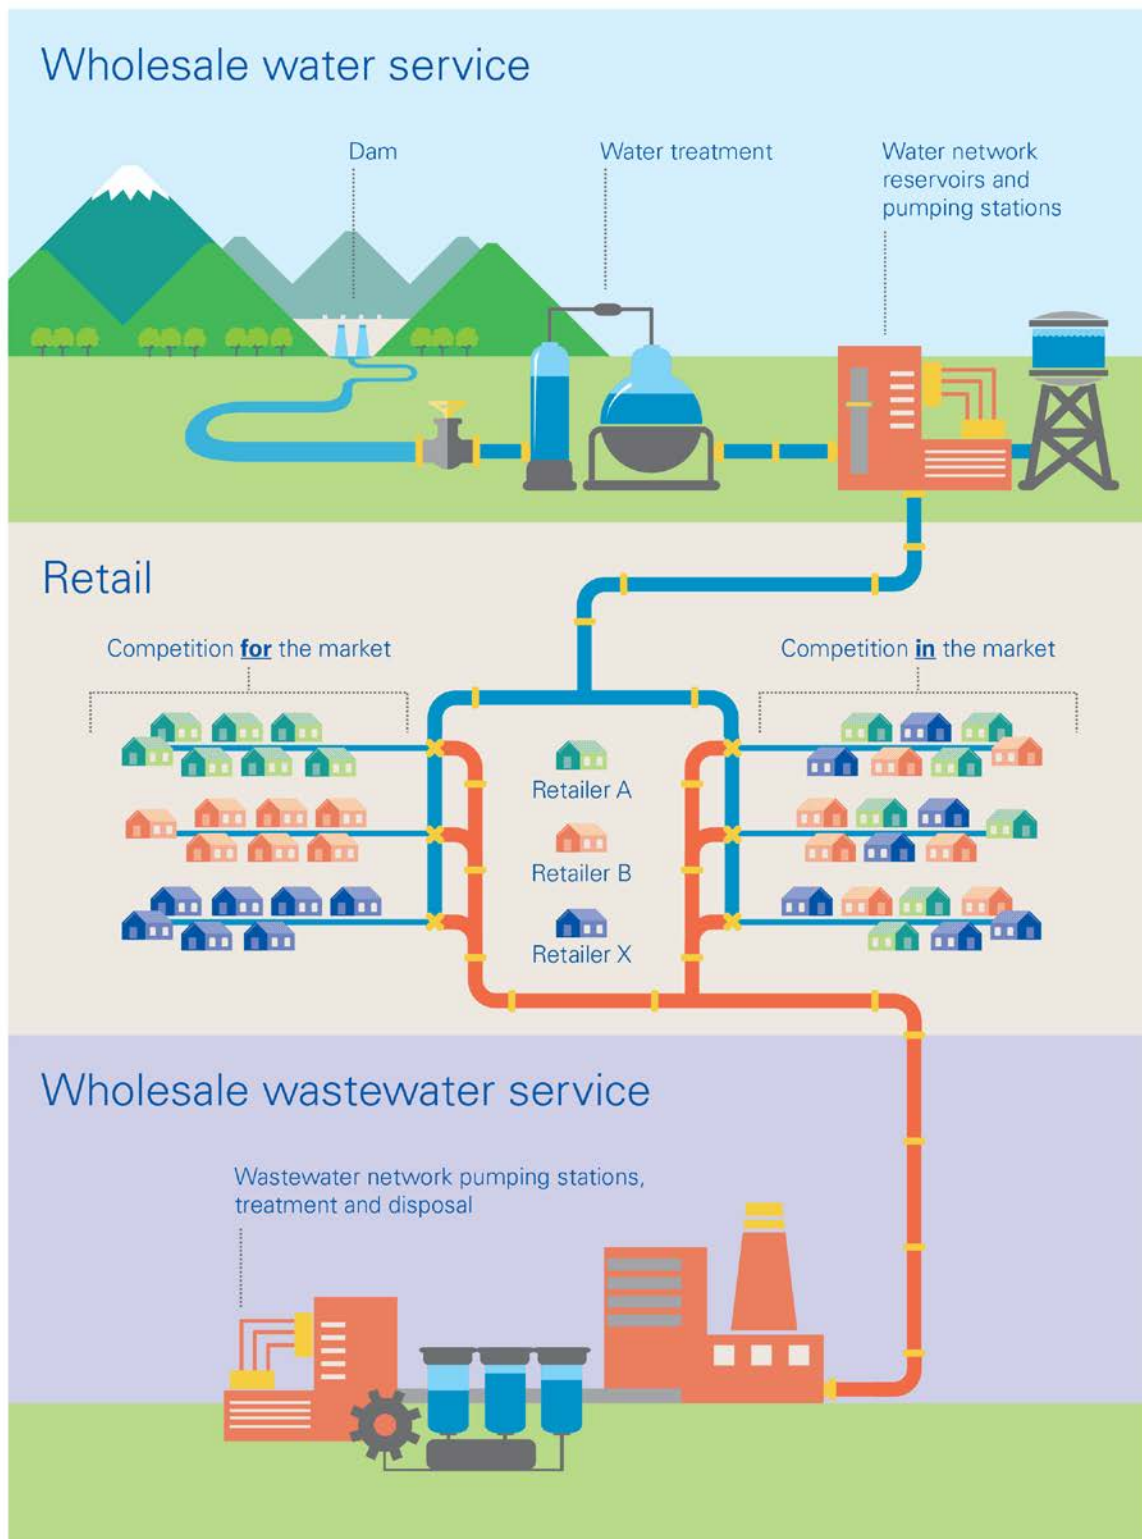 Wholesale water service
Dam
Water treatment
Water network
reservoirs and
pumping stations
Retail
Competition for the market
Competition in the market
Retailer A
Retailer B
Retailer X
Wholesale wastewater service
Wastewater network pumping stations,
treatment and disposal